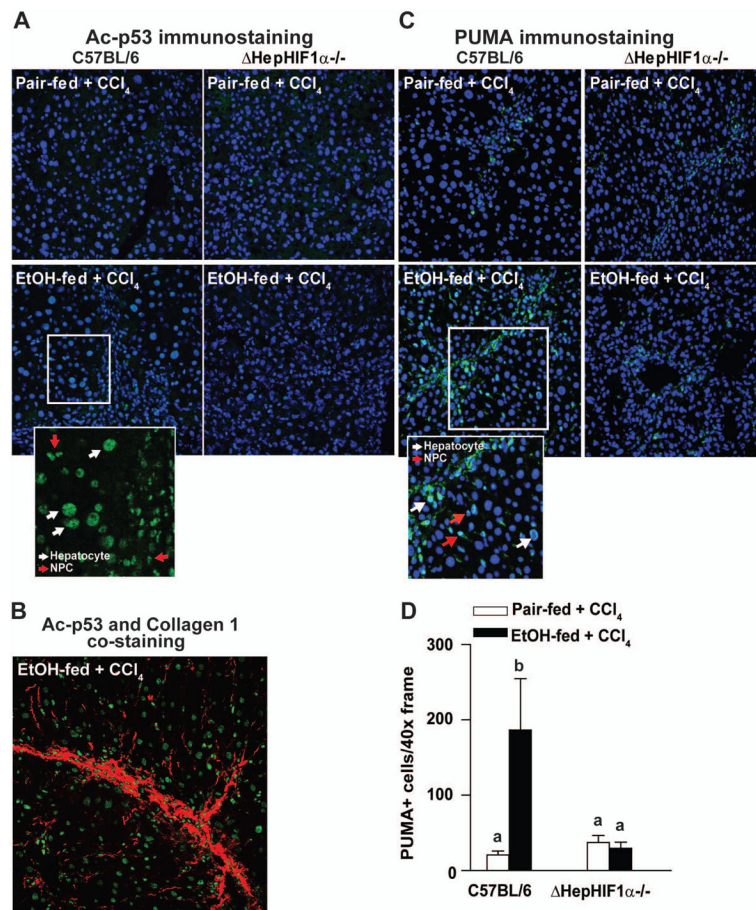 A
Ac-p53 immunostaining
C57BL/6
ΔHepHIF1α-/-
Pair-fed + CCl4
Pair-fed + CCl4
EtOH-fed + CCl4
EtOH-fed + CCl4
Hepatocyte
NPC
C
PUMA immunostaining
C57BL/6
ΔHepHIF1α-/-
Pair-fed + CCl4
Pair-fed + CCl4
EtOH-fed + CCl4
EtOH-fed + CCl4
Hepatocyte
NPC
B
Ac-p53 and Collagen 1
co-staining
EtOH-fed + CCl4
D
Pair-fed + CCl4
EtOH-fed + CCl4
PUMA+ cells/40x frame
300
200
50
0
a
b
a
a
C57BL/6
ΔHepHIF1α-/-